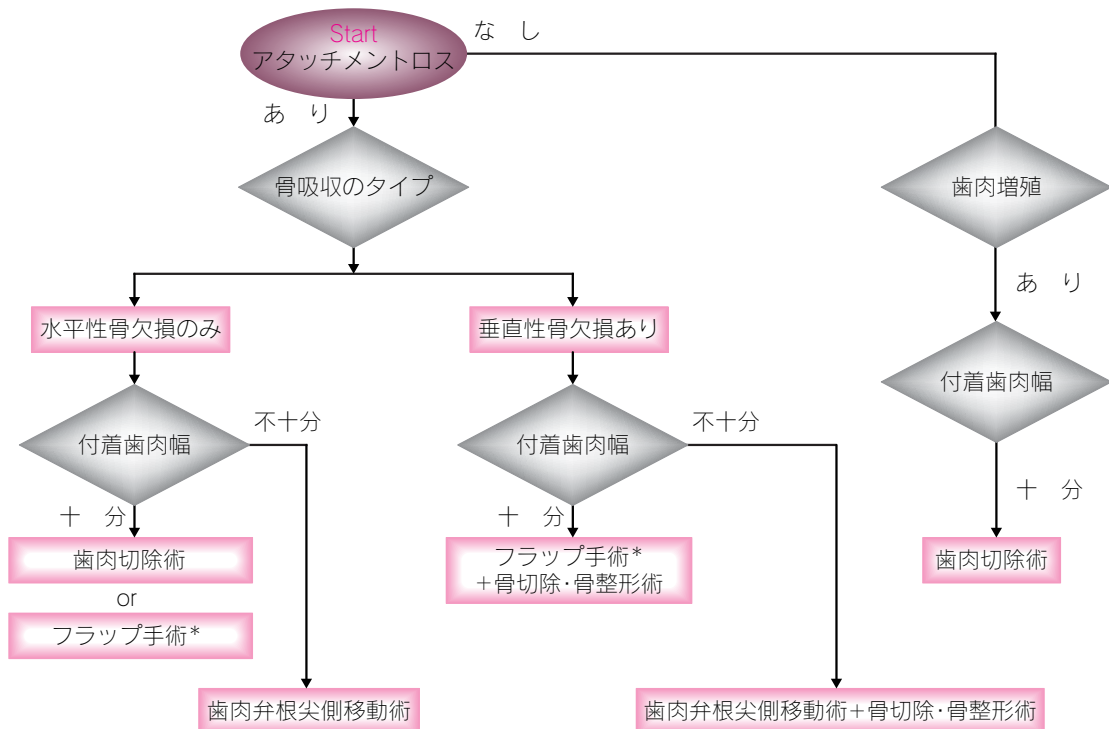 Start
アタッチメントロス
な し
あ り
骨吸収のタイプ
歯肉増殖
あ り
水平性骨欠損のみ
垂直性骨欠損あり
付着歯肉幅
不十分
付着歯肉幅
不十分
付着歯肉幅
十 分
十 分
十 分
歯肉切除術
or
フラップ手術*
フラップ手術*
+骨切除・骨整形術
歯肉切除術
歯肉弁根尖側移動術
歯肉弁根尖側移動術+骨切除・骨整形術